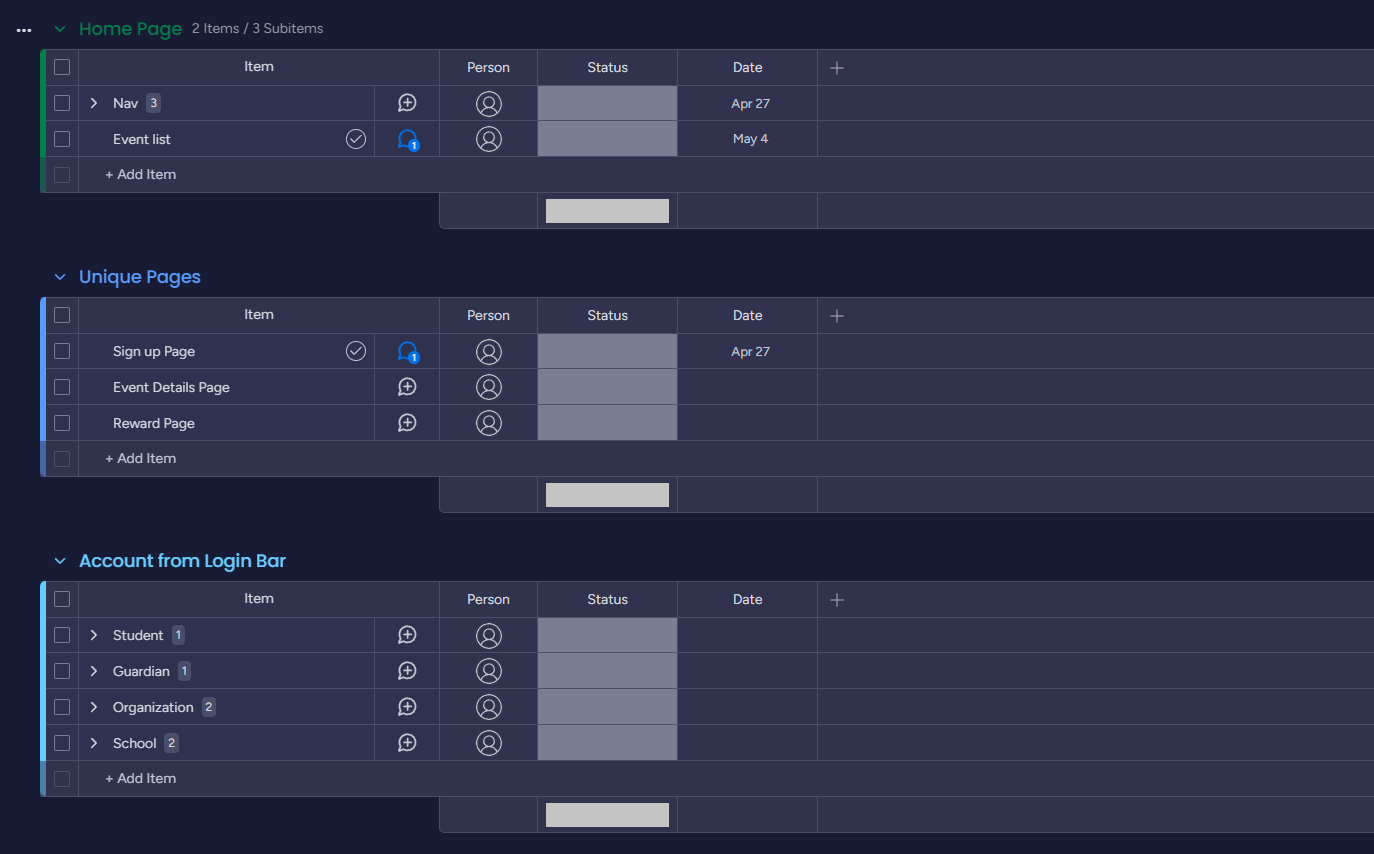 Home Page 2 Items / 3 Subitems
Item Person Status Date
Nav 3 Apr 27
Event list 1 May 4
+ Add Item
Unique Pages
Item Person Status Date
Sign up Page 1 Apr 27
Event Details Page
Reward Page
+ Add Item
Account from Login Bar
Item Person Status Date
Student 1
Guardian 1
Organization 2
School 2
+ Add Item